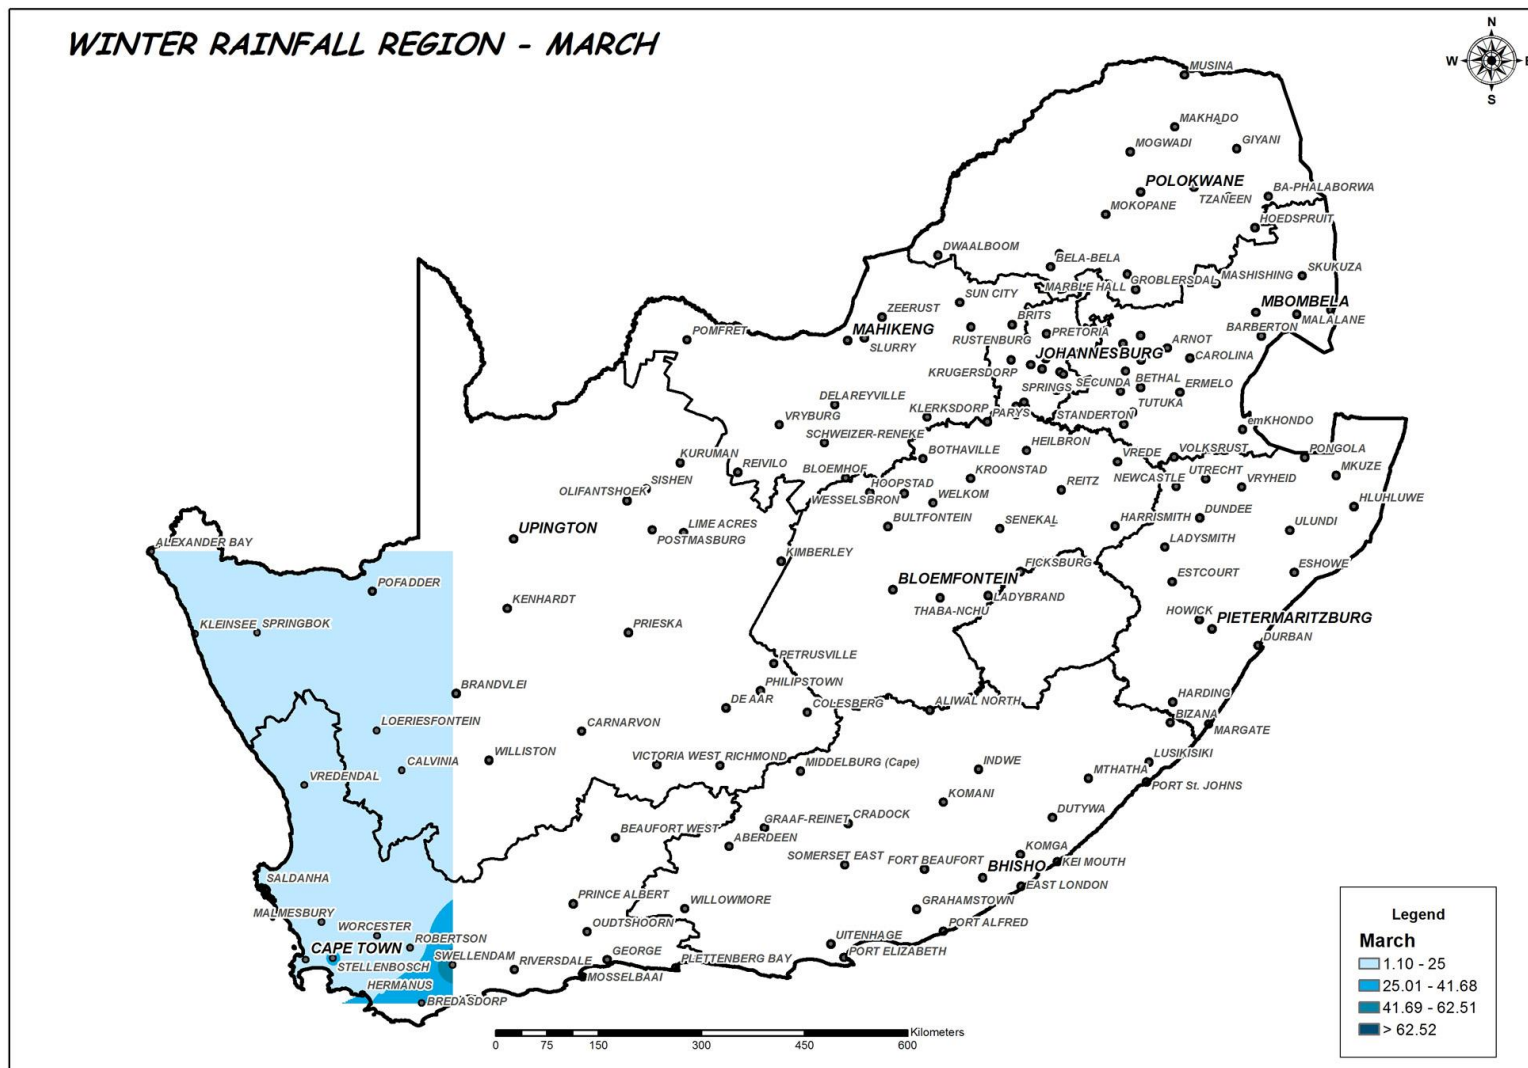 WINTER RAINFALL REGION - MARCH
N
W E
S
MUSINA
MAKHADO
MOGWADI
GIYANI
POLOKWANE
TZANEEN
BA-PHALABORWA
MOKOPANE
HOEDSPRUIT
DWAALBOOM
BELA-BELA
GROBLERSDAL
MASHISHING
SKUKUZA
MARBLE HALL
SUN CITY
MBOMBELA
ZEERUST
BRITS
MALALANE
MAHIKENG
PRETORIA
BARBERTON
POMFRET
SLURRY
RUSTENBURG
ARNOT
JOHANNESBURG
CAROLINA
KRUGERSDORP
SPRINGS
SECUNDA
BETHAL
ERMELO
DELAREYVILLE
TUTUKA
VRYBURG
KLERKSDORP
PARYS
STANDERTON
emKHONDO
SCHWEIZER-RENEKE
HEILBRON
BOTHAVILLE
VREDE
VOLKSRUST
PONGOLA
KURUMAN
REIVILO
BLOEMHOF
KROONSTAD
UTRECHT
MKUZE
SISHEN
HOOPSTAD
REITZ
NEWCASTLE
VRYHEID
OLIFANTSHOEK
WESSELSBRON
WELKOM
HLUHLUWE
UPINGTON
LIME ACRES
BULTFONTEIN
SENEKAL
HARRISMITH
DUNDEE
ULUNDI
POSTMASBURG
ALEXANDER BAY
KIMBERLEY
LADYSMITH
FICKSBURG
ESHOWE
POFADDER
BLOEMFONTEIN
ESTCOURT
LADYBRAND
KENHARDT
THABA-NCHU
HOWICK
PIETERMARITZBURG
KLEINSEE
SPRINGBOK
PRIESKA
DURBAN
PETRUSVILLE
BRANDVLEI
PHILIPSTOWN
HARDING
DE AAR
COLESBERG
ALIWAL NORTH
BIZANA
LOERIESFONTEIN
CARNARVON
MARGATE
WILLISTON
VICTORIA WEST
RICHMOND
MIDDELBURG (Cape)
INDWE
LUSIKISIKI
CALVINIA
MTHATHA
VREDENDAL
PORT St. JOHNS
KOMANI
DUTYWA
GRAAF-REINET
CRADOCK
BEAUFORT WEST
ABERDEEN
KOMGA
SOMERSET EAST
FORT BEAUFORT
BHISHO
KEI MOUTH
SALDANHA
EAST LONDON
PRINCE ALBERT
WILLOWMORE
GRAHAMSTOWN
MALMESBURY
WORCESTER
OUDTSHOORN
PORT ALFRED
CAPE TOWN
ROBERTSON
UITENHAGE
SWELLENDAM
RIVERSDALE
GEORGE
PLETTENBERG BAY
PORT ELIZABETH
STELLENBOSCH
HERMANUS
MOSSELBAAI
BREDASDORP
Kilometers
0 75 150 300 450 600
Legend
March
1.10 - 25
25.01 - 41.68
41.69 - 62.51
> 62.52